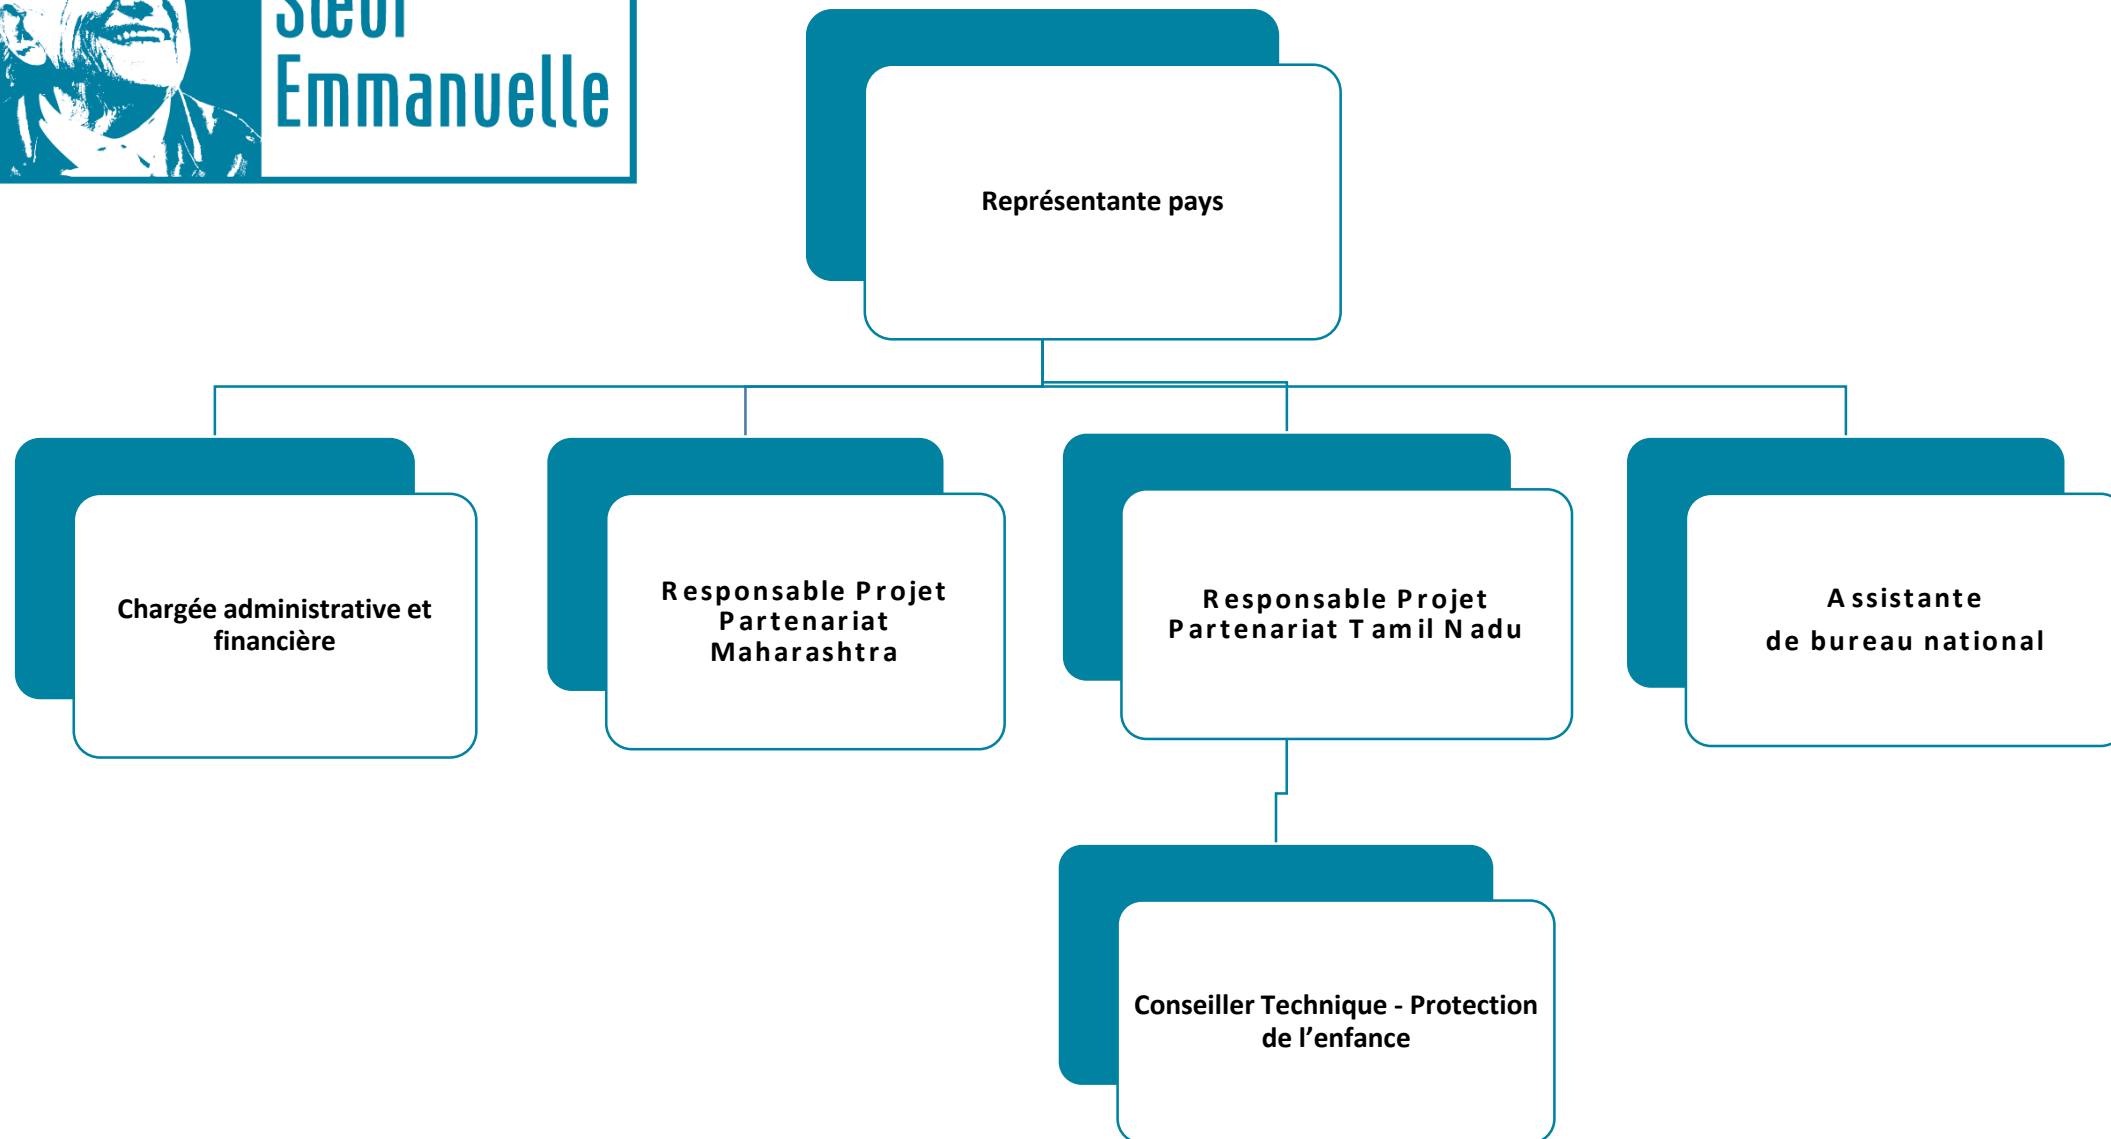 Sœur
Emmanuelle
Représentante pays
Chargée administrative et
financière
Responsable Projet
Partenariat
Maharashtra
Responsable Projet
Partenariat Tamil Nadu
Assistante
de bureau national
Conseiller Technique - Protection
de l’enfance